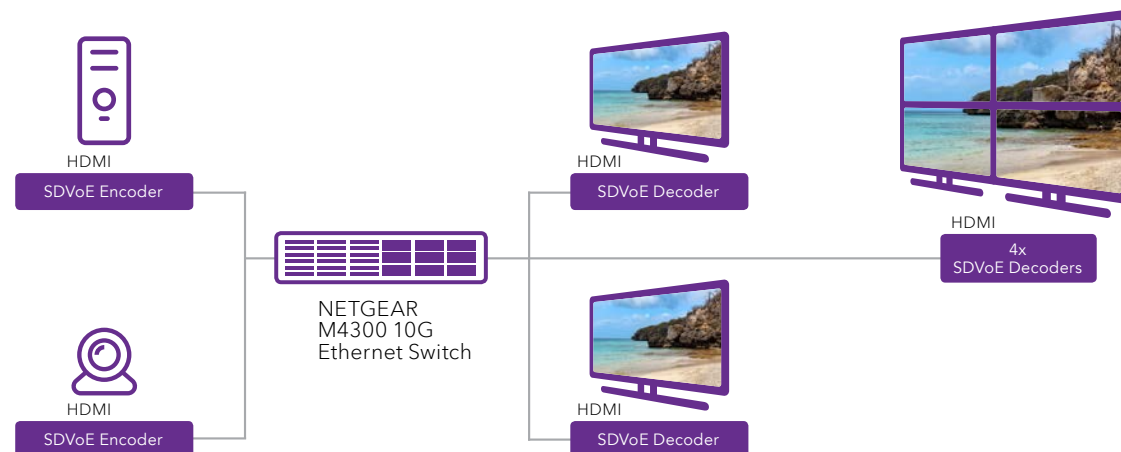 HDMI
SDVoE Encoder
HDMI
SDVoE Decoder
HDMI
4x
SDVoE Decoders
NETGEAR
M4300 10G
Ethernet Switch
HDMI
SDVoE Encoder
HDMI
SDVoE Decoder